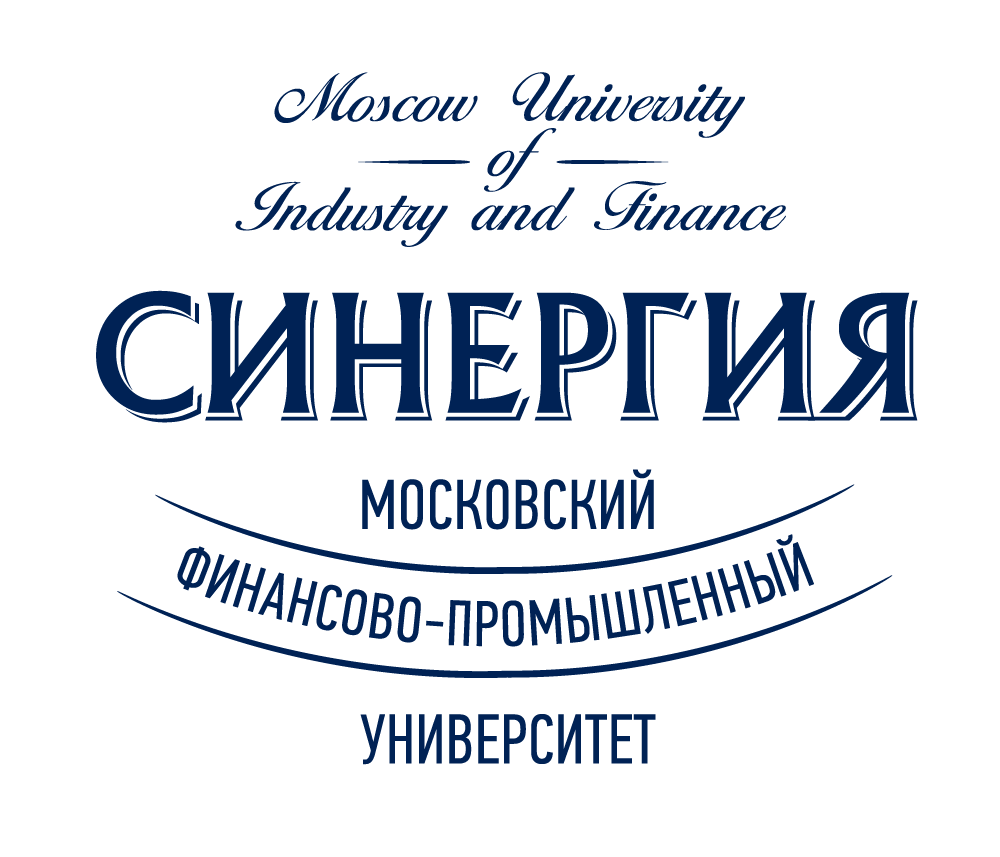 Moscow University
of
Industry and Finance
СИНЕРГИЯ
МОСКОВСКИЙ
ФИНАНСОВО-ПРОМЫШЛЕННЫЙ
УНИВЕРСИТЕТ